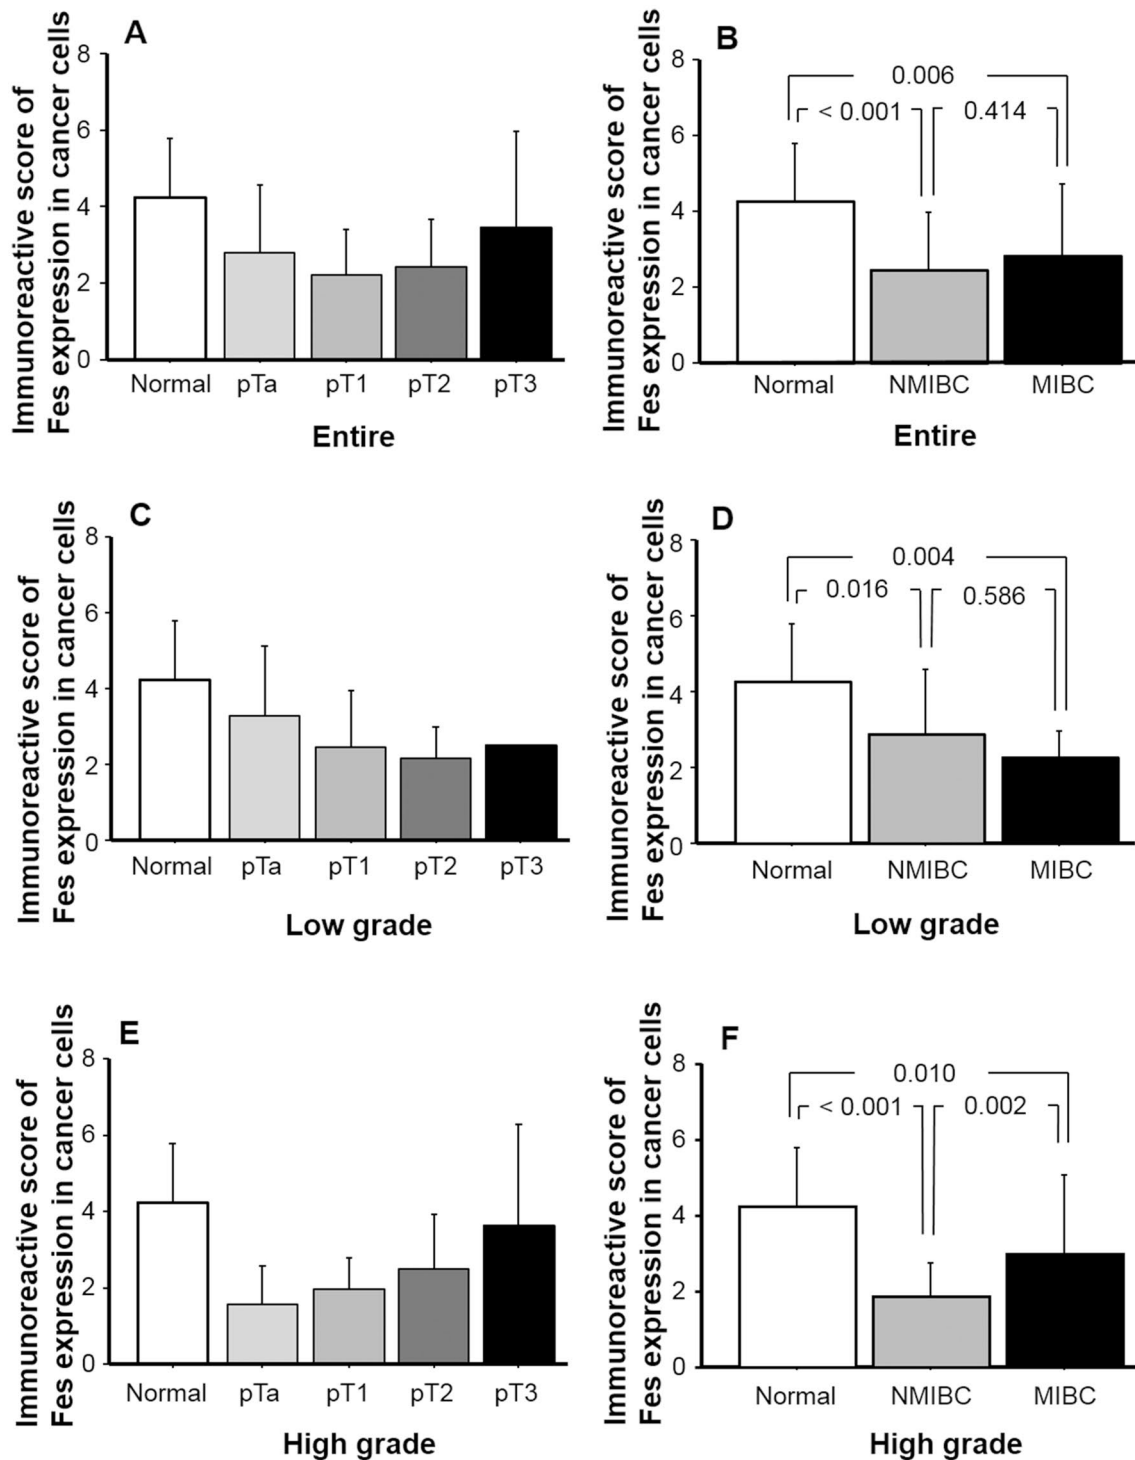 A
Immunoreactive score of
Fes expression in cancer cells
8
6
4
2
0
Normal pTa pT1 pT2 pT3
Entire
B
Immunoreactive score of
Fes expression in cancer cells
8
6
4
2
0
0.006
< 0.001 0.414
Normal NMIBC MIBC
Entire
C
Immunoreactive score of
Fes expression in cancer cells
8
6
4
2
0
Normal pTa pT1 pT2 pT3
Low grade
D
Immunoreactive score of
Fes expression in cancer cells
8
6
4
2
0
0.004
0.016 0.586
Normal NMIBC MIBC
Low grade
E
Immunoreactive score of
Fes expression in cancer cells
8
6
4
2
0
Normal pTa pT1 pT2 pT3
High grade
F
Immunoreactive score of
Fes expression in cancer cells
8
6
4
2
0
0.010
< 0.001 0.002
Normal NMIBC MIBC
High grade